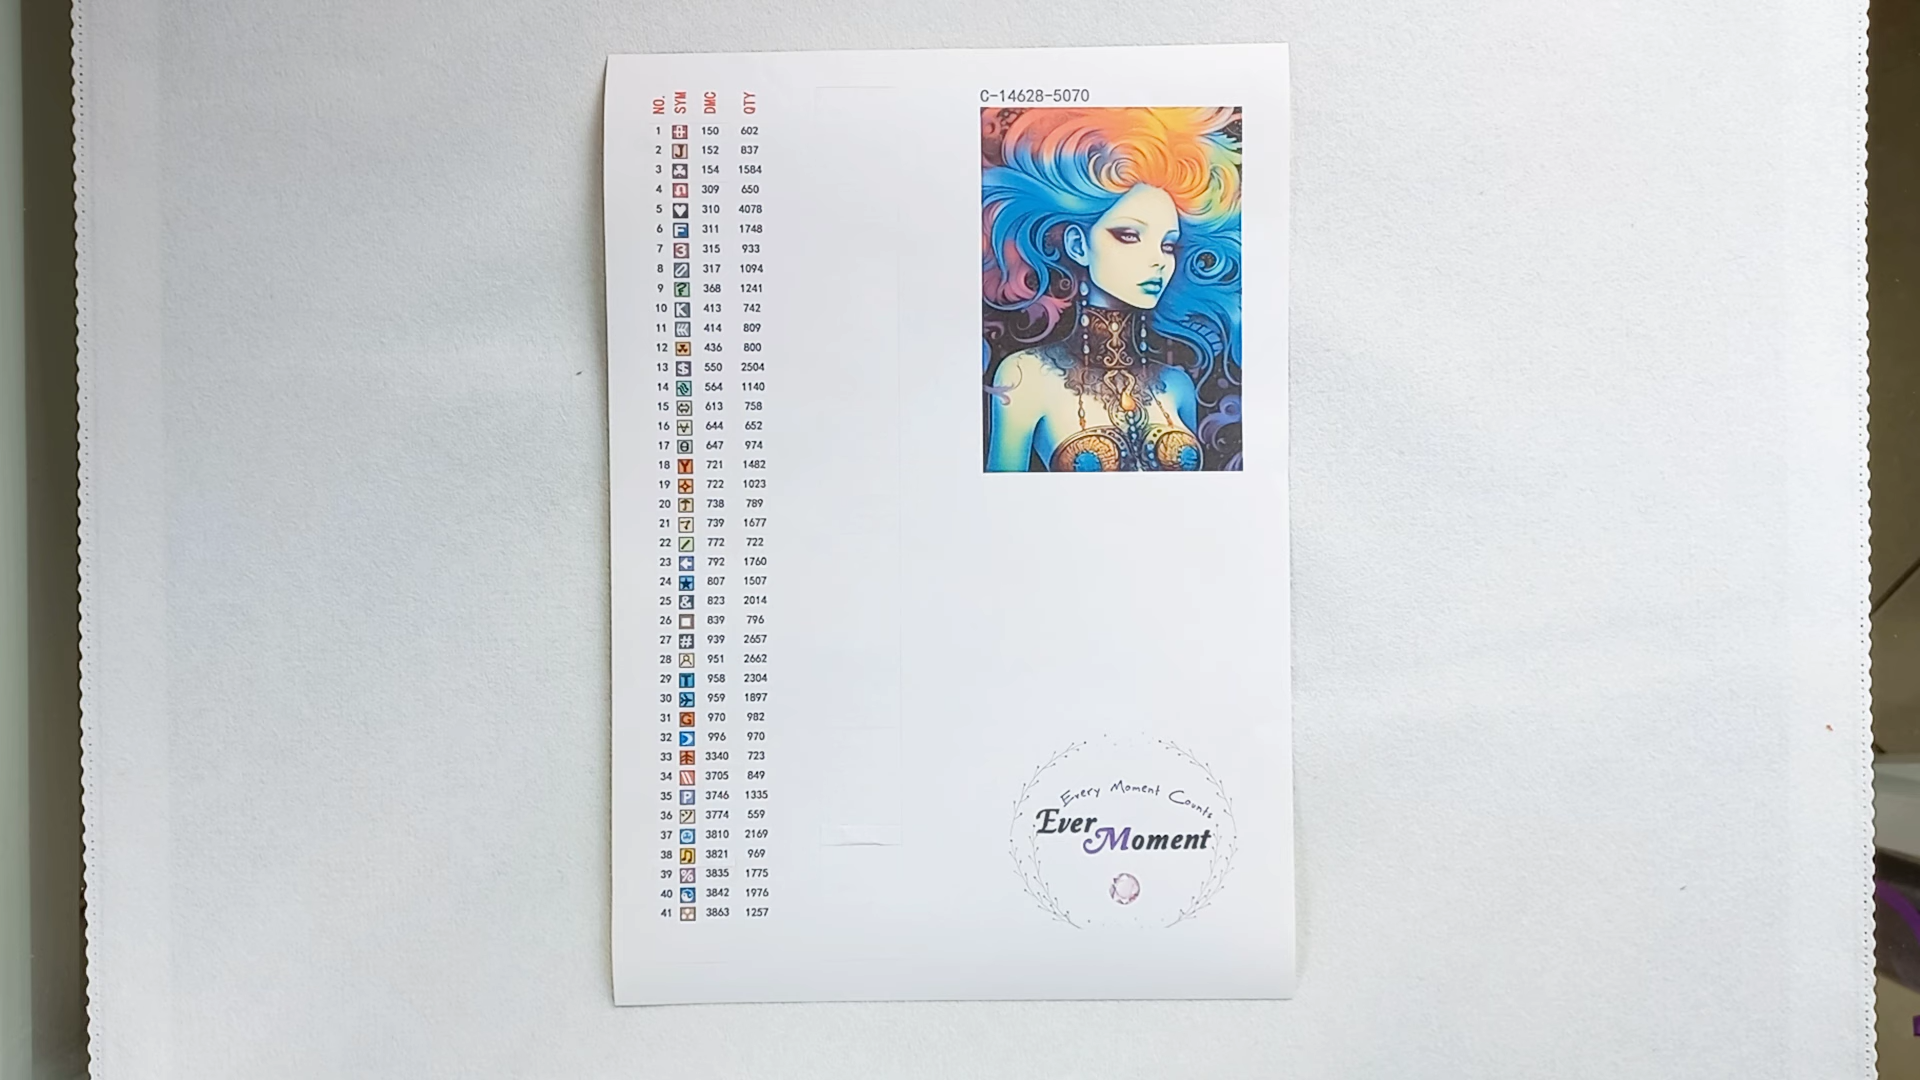 NO. SYM DMC QTY
1 150 602
2 J 152 837
3 154 1584
4 309 650
5 310 4078
6 F 311 1748
7 3 315 933
8 317 1094
9 ? 368 1241
10 K 413 742
11 414 809
12 436 800
13 $ 550 2504
14 564 1140
15 613 758
16 644 652
17 647 974
18 Y 721 1482
19 722 1023
20 738 789
21 739 1677
22 772 722
23 792 1760
24 807 1507
25 & 823 2014
26 839 796
27 # 939 2657
28 951 2662
29 T 958 2304
30 959 1897
31 G 970 982
32 996 970
33 3340 723
34 3705 849
35 P 3746 1335
36 3774 559
37 3810 2169
38 3821 969
39 % 3835 1775
40 3842 1976
41 3863 1257
C-14628-5070
Every Moment Counts
Ever
Moment